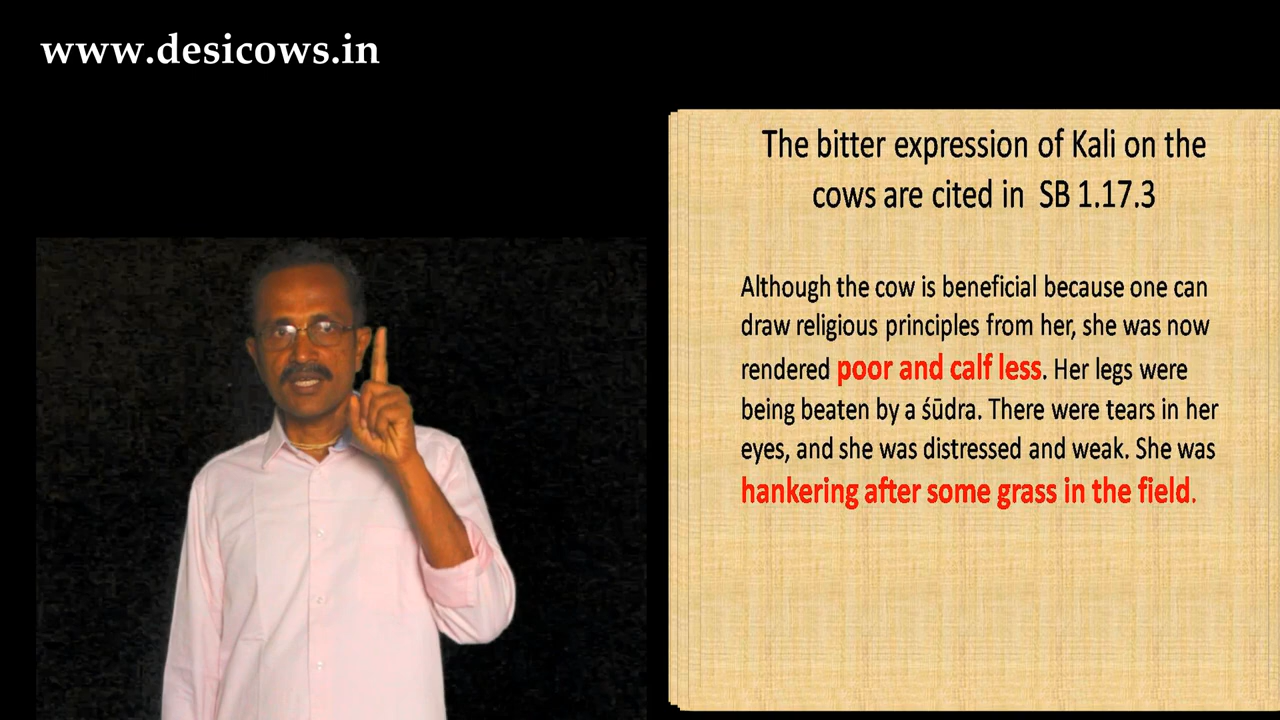 www.desicows.in
The bitter expression of Kali on the
cows are cited in SB 1.17.3
Although the cow is beneficial because one can
draw religious principles from her, she was now
rendered poor and calf less. Her legs were
being beaten by a śūdra. There were tears in her
eyes, and she was distressed and weak. She was
hankering after some grass in the field.